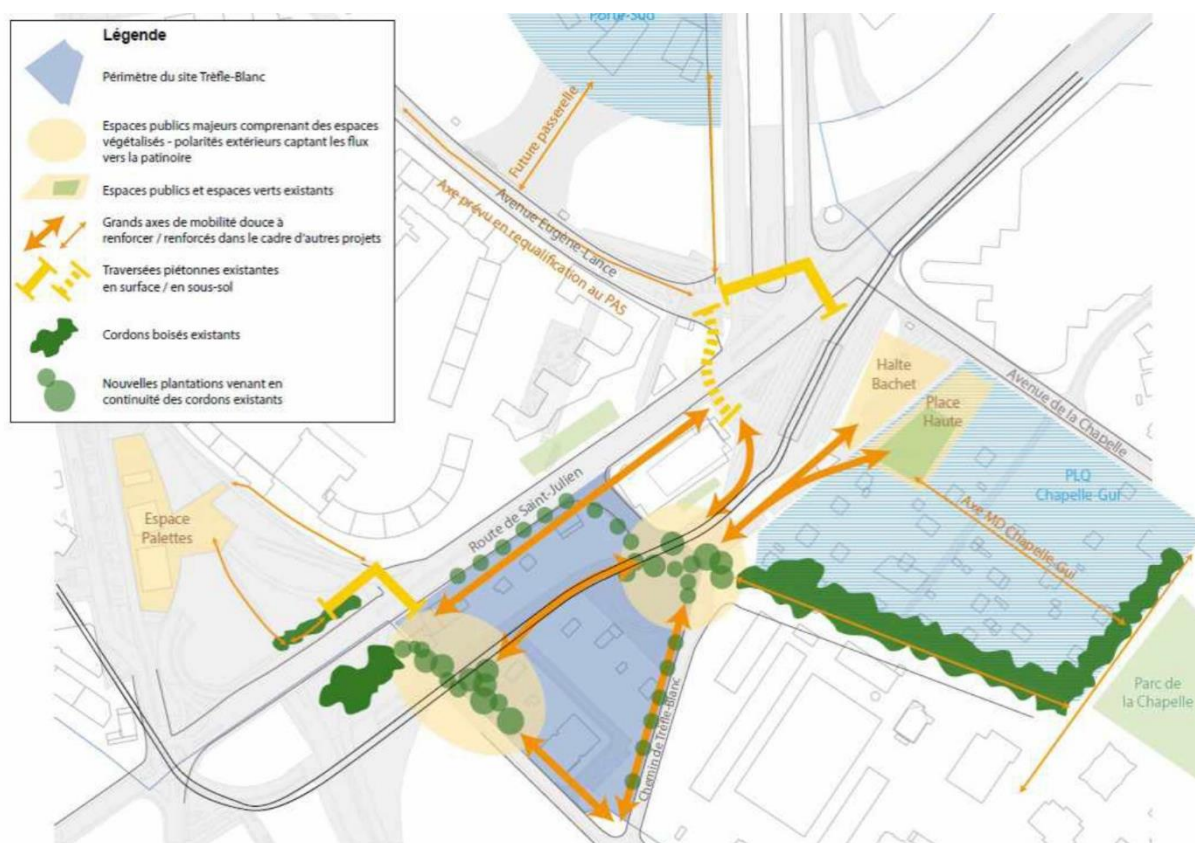 Légende
Périmètre du site Trèfle-Blanc
Espaces publics majeurs comprenant des espaces
végétalisés - polarités extérieurs captant les flux
vers la patinoire
Espaces publics et espaces verts existants
Grands axes de mobilité douce à
renforcer / renforcés dans le cadre d'autres projets
Traversées piétonnes existantes
en surface / en sous-sol
Cordons boisés existants
Nouvelles plantations venant en
continuité des cordons existants
Porte-Sud
Future passerelle
Avenue Eugène-Lance
Axe prévu en requalification au PAS
Halte
Bachet
Place
Haute
Avenue de la Chapelle
PLQ
Chapelle-Gui
Axe MD Chapelle-Gui
Route de Saint-Julien
Espace
Palettes
Chemin de Trèfle-Blanc
Parc de
la Chapelle